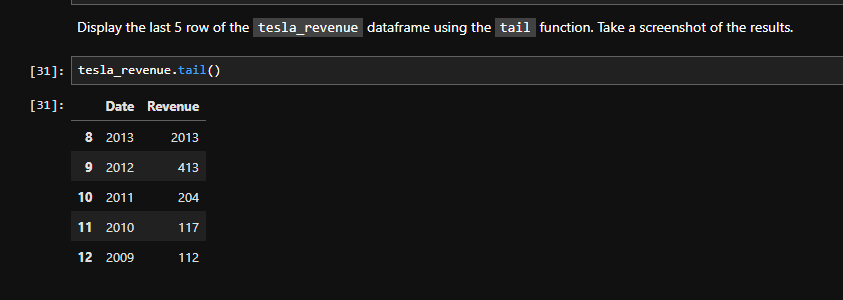 Display the last 5 row of the tesla_revenue dataframe using the tail function. Take a screenshot of the results.
[31]: tesla_revenue.tail()
[31]: Date Revenue
8 2013 2013
9 2012 413
10 2011 204
11 2010 117
12 2009 112